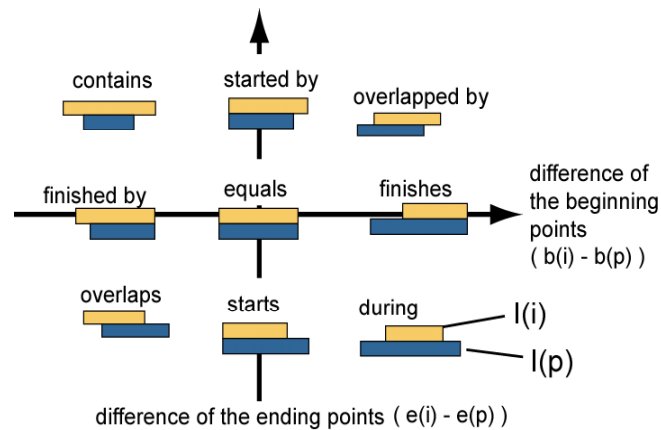 contains
started by
overlapped by
finished by
equals
finishes
difference of
the beginning
points
( b(i) - b(p) )
overlaps
starts
during
I(i)
I(p)
difference of the ending points ( e(i) - e(p) )